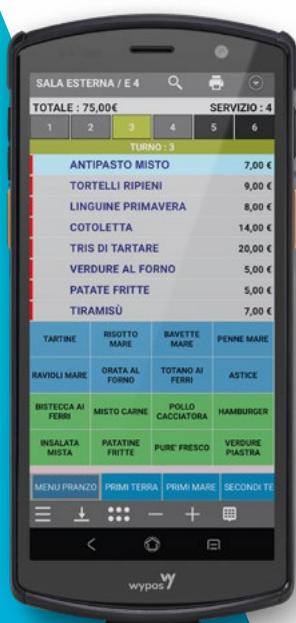 SALA ESTERNA / E 4
TOTALE : 75,00€ SERVIZIO : 4
1 2 3 4 5 6
TURNO : 3
ANTIPASTO MISTO 7,00 €
TORTELLI RIPIENI 9,00 €
LINGUINE PRIMAVERA 8,00 €
COTOLETTA 14,00 €
TRIS DI TARTARE 20,00 €
VERDURE AL FORNO 5,00 €
PATATE FRITTE 5,00 €
TIRAMISÙ 7,00 €
TARTINE RISOTTO MARE BAVETTE MARE PENNE MARE
RAVIOLI MARE ORATA AL FORNO TOTANO AI FERRI ASTICE
BISTECCA AI FERRI MISTO CARNE POLLO CACCIATORA HAMBURGER
INSALATA MISTA PATATINE FRITTE PURE' FRESCO VERDURE PIASTRA
MENU PRANZO PRIMI TERRA PRIMI MARE SECONDI TE
wypos